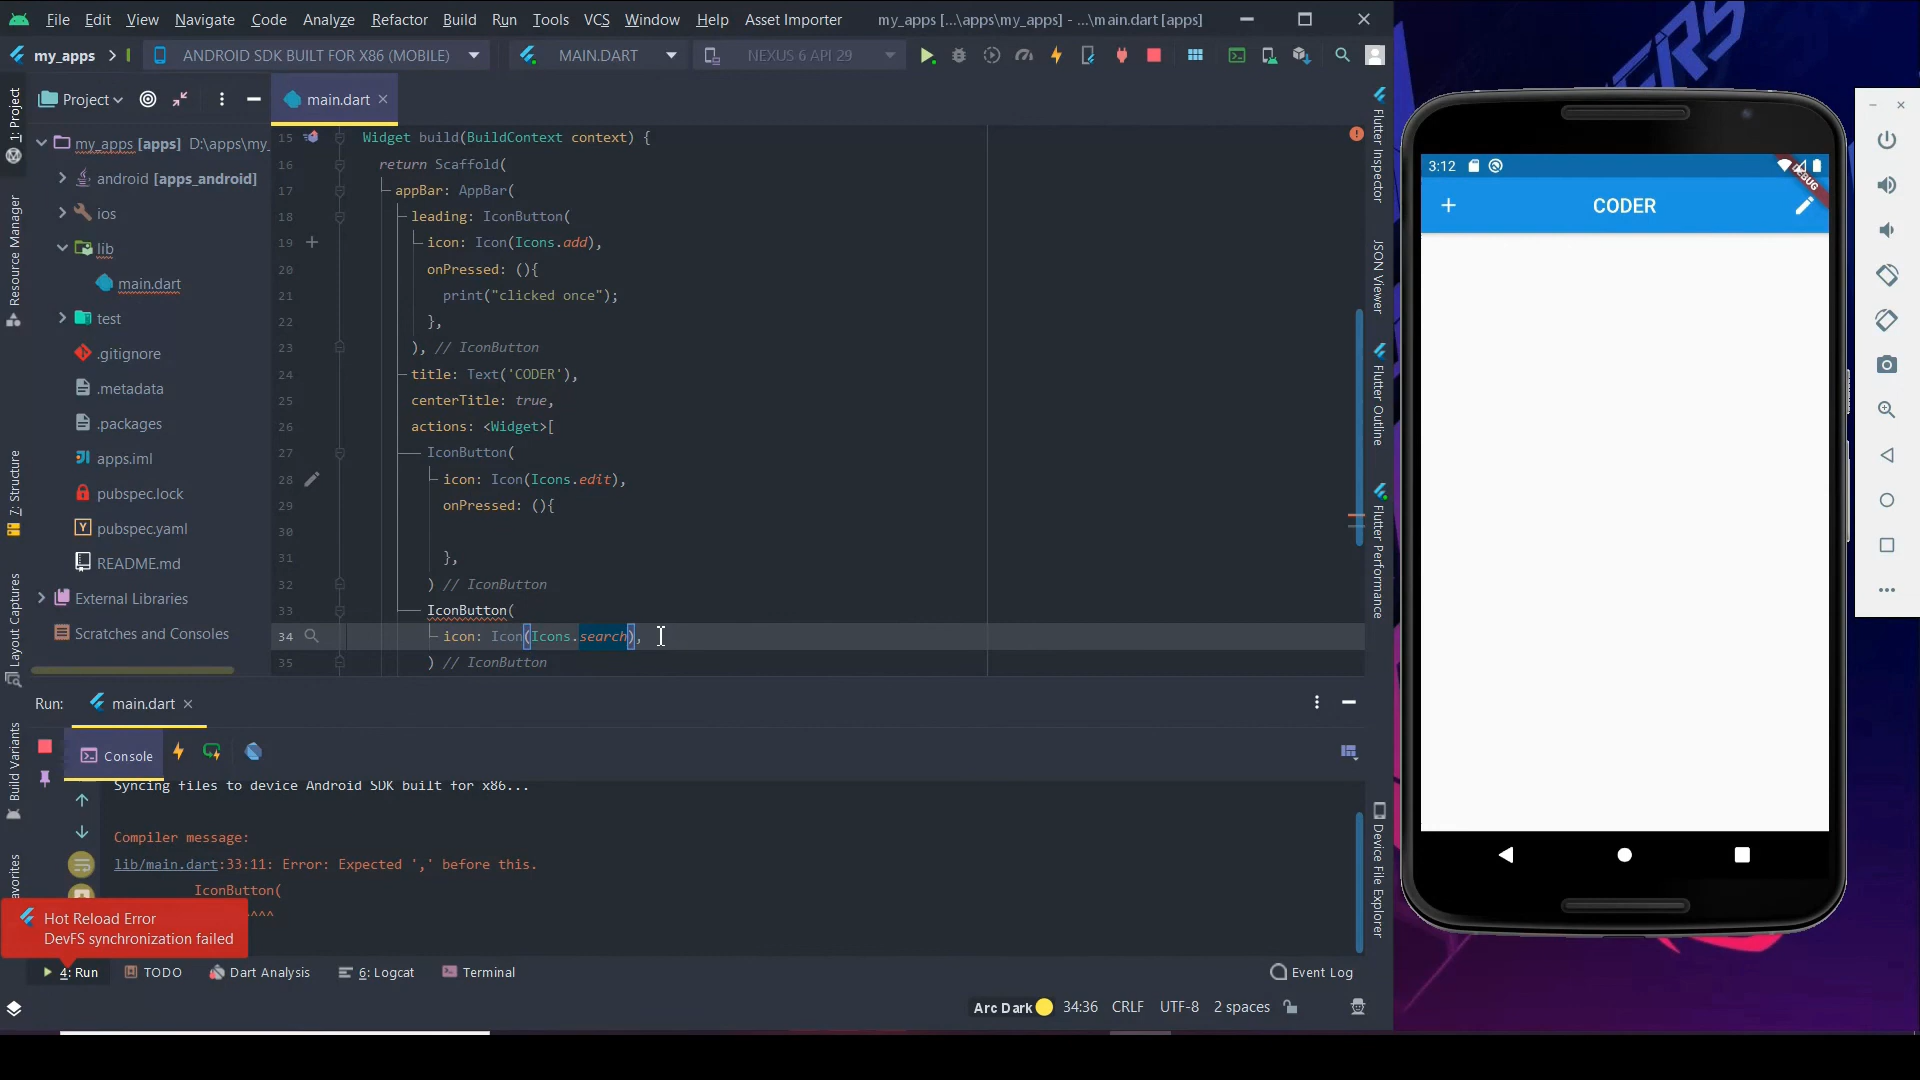 File Edit View Navigate Code Analyze Refactor Build Run Tools VCS Window Help Asset Importer my_apps [...\apps\my_apps] - ...\main.dart [apps]
my_apps ANDROID SDK BUILT FOR X86 (MOBILE) MAIN.DART NEXUS 6 API 29
Project
main.dart
1: Project
Resource Manager
7: Structure
Layout Captures
Build Variants
my_apps [apps] D:\apps\my_
android [apps_android]
ios
lib
main.dart
test
.gitignore
.metadata
.packages
apps.iml
pubspec.lock
pubspec.yaml
README.md
External Libraries
Scratches and Consoles
15 Widget build(BuildContext context) {
16 return Scaffold(
17 appBar: AppBar(
18 leading: IconButton(
19 icon: Icon(Icons.add),
20 onPressed: (){
21 print("clicked once");
22 },
23 ), // IconButton
24 title: Text('CODER'),
25 centerTitle: true,
26 actions: <Widget>[
27 IconButton(
28 icon: Icon(Icons.edit),
29 onPressed: (){
30
31 },
32 ) // IconButton
33 IconButton(
34 icon: Icon(Icons.search),
35 ) // IconButton
Flutter Inspector
JSON Viewer
Flutter Outline
Flutter Performance
Device File Explorer
3:12
DEBUG
CODER
Run: main.dart
Console
Syncing files to device Android SDK built for x86...
Compiler message:
lib/main.dart:33:11: Error: Expected ',' before this.
IconButton(
^^^
Hot Reload Error
DevFS synchronization failed
4: Run TODO Dart Analysis 6: Logcat Terminal Event Log
Arc Dark 34:36 CRLF UTF-8 2 spaces